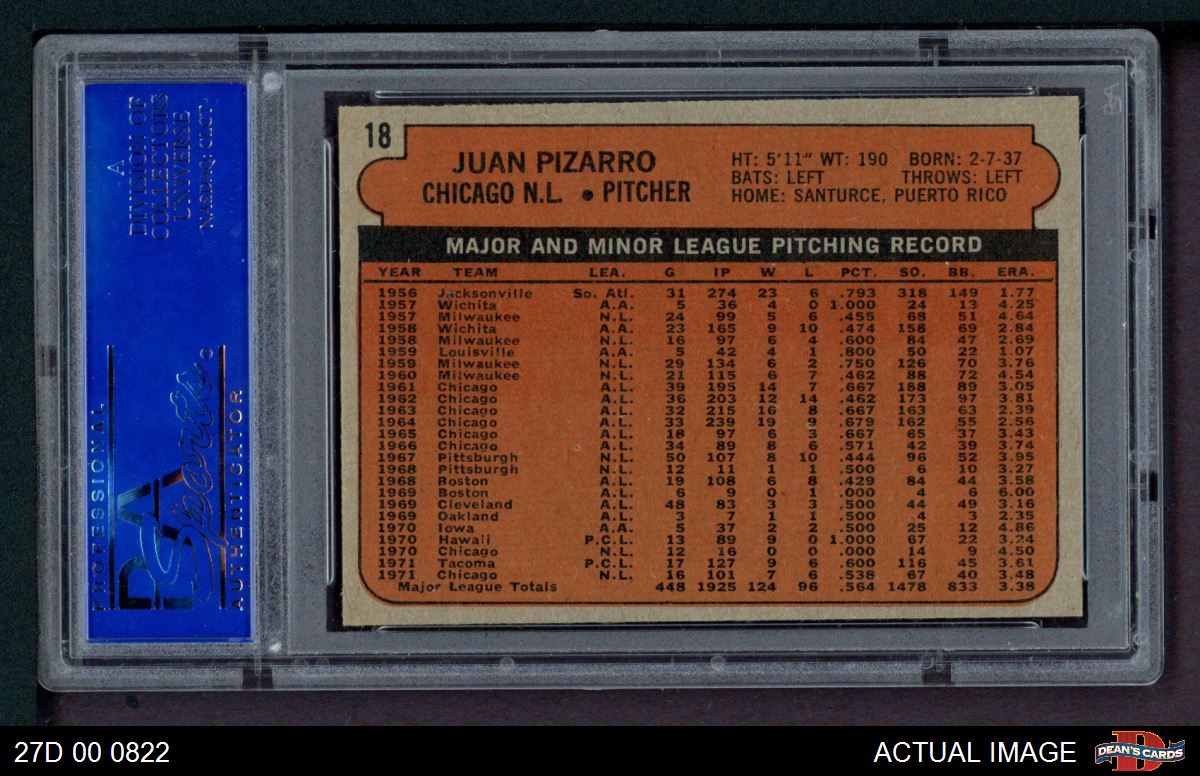 A
DIVISION OF
COLLECTORS
UNIVERSE
NASDAQ: CLCT
PROFESSIONAL
PSA
Sports
AUTHENTICATOR
18
JUAN PIZARRO
CHICAGO N.L. • PITCHER
HT: 5'11" WT: 190 BORN: 2-7-37
BATS: LEFT THROWS: LEFT
HOME: SANTURCE, PUERTO RICO
MAJOR AND MINOR LEAGUE PITCHING RECORD
YEAR TEAM LEA. G IP W L PCT. SO. BB. ERA.
1956 Jacksonville So. Atl. 31 274 23 6 .793 318 149 1.77
1957 Wichita A.A. 5 36 4 0 1.000 24 13 4.25
1957 Milwaukee N.L. 24 99 5 6 .455 68 51 4.64
1958 Wichita A.A. 23 165 9 10 .474 158 69 2.84
1958 Milwaukee N.L. 16 97 6 4 .600 84 47 2.69
1959 Louisville A.A. 5 42 4 1 .800 50 22 1.07
1959 Milwaukee N.L. 29 134 6 2 .750 126 70 3.76
1960 Milwaukee N.L. 21 115 6 7 .462 88 72 4.54
1961 Chicago A.L. 39 195 14 7 .667 188 89 3.05
1962 Chicago A.L. 36 203 12 14 .462 173 97 3.81
1963 Chicago A.L. 32 215 16 8 .667 163 63 2.39
1964 Chicago A.L. 33 239 19 9 .679 162 55 2.56
1965 Chicago A.L. 18 97 6 3 .667 65 37 3.43
1966 Chicago A.L. 34 89 8 6 .571 42 39 3.74
1967 Pittsburgh N.L. 50 107 8 10 .444 96 52 3.95
1968 Pittsburgh N.L. 12 11 1 1 .500 6 10 3.27
1968 Boston A.L. 19 108 6 8 .429 84 44 3.58
1969 Boston A.L. 6 9 0 1 .000 4 6 6.00
1969 Cleveland A.L. 48 83 3 3 .500 44 49 3.16
1969 Oakland A.L. 3 7 1 1 .500 4 3 2.35
1970 Iowa A.A. 5 37 2 2 .500 25 12 4.86
1970 Hawaii P.C.L. 13 89 9 0 1.000 67 22 3.24
1970 Chicago N.L. 12 16 0 0 .000 14 9 4.50
1971 Tacoma P.C.L. 17 127 9 6 .600 116 45 3.61
1971 Chicago N.L. 16 101 7 6 .538 67 40 3.48
Major League Totals 448 1925 124 96 .564 1478 833 3.38
27D 00 0822
ACTUAL IMAGE
D
DEAN'S CARDS